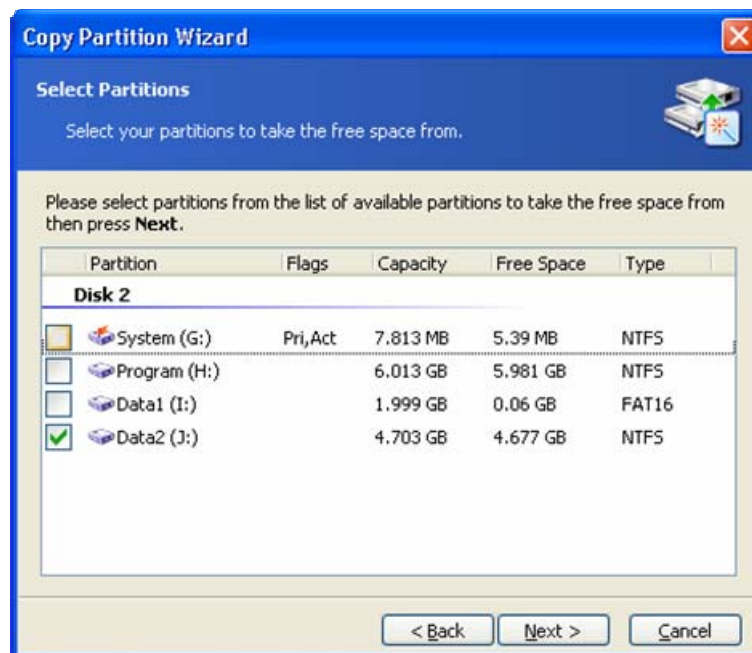 Copy Partition Wizard
Select Partitions
Select your partitions to take the free space from.
Please select partitions from the list of available partitions to take the free space from
then press Next.
Partition Flags Capacity Free Space Type
Disk 2
System (G:) Pri,Act 7.813 MB 5.39 MB NTFS
Program (H:) 6.013 GB 5.981 GB NTFS
Data1 (I:) 1.999 GB 0.06 GB FAT16
Data2 (J:) 4.703 GB 4.677 GB NTFS
< Back Next > Cancel